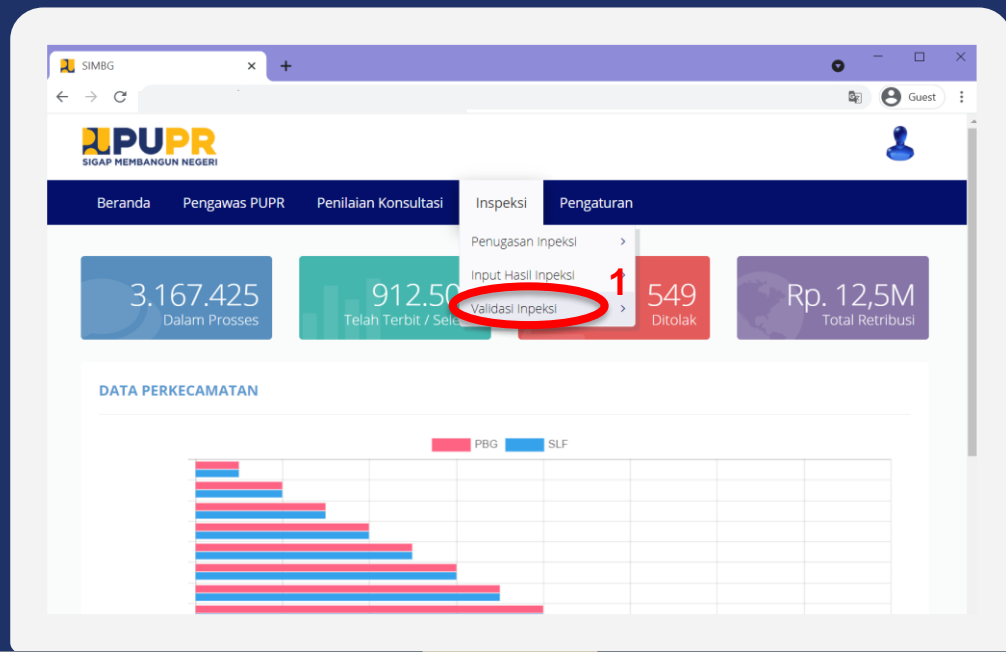 SIMBG
Guest
PUPR
SIGAP MEMBANGUN NEGERI
Beranda Pengawas PUPR Penilaian Konsultasi Inspeksi Pengaturan
Penugasan Inpeksi
Input Hasil Inpeksi
1
Validasi Inpeksi
3.167.425
Dalam Prosses
912.50
Telah Terbit / Sele
549
Ditolak
Rp. 12,5M
Total Retribusi
DATA PERKECAMATAN
PBG SLF